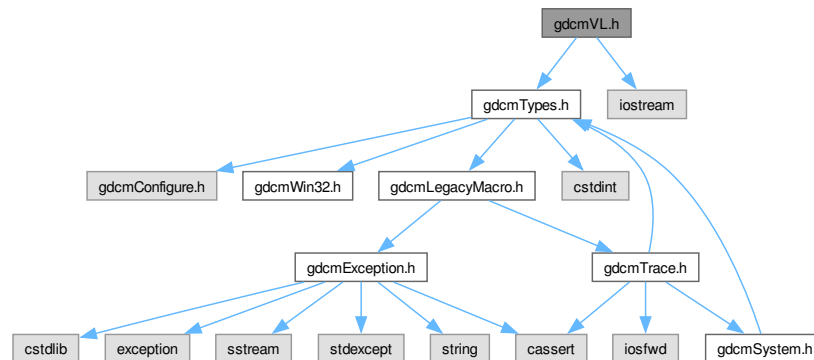 gdcmVL.h
gdcmTypes.h
iostream
gdcmConfigure.h
gdcmWin32.h
gdcmLegacyMacro.h
cstdint
gdcmException.h
gdcmTrace.h
cstdlib
exception
sstream
stdexcept
string
cassert
iosfwd
gdcmSystem.h